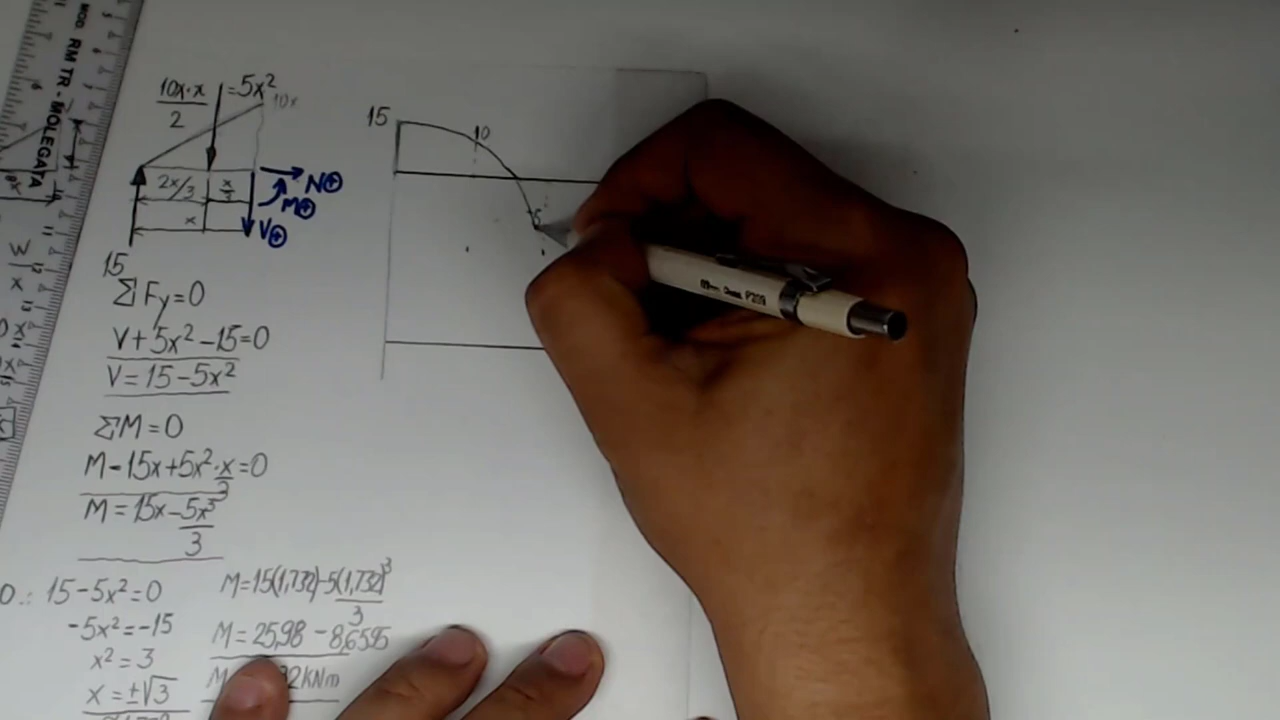 RMTR-MOLEGATA
10x·x/2 =5x²
10x
2x/3 x/3
N⊕
M⊕
x V⊕
15
ΣFy=0
V+5x²-15=0
V=15-5x²
ΣM=0
M-15x+5x²·x/3=0
M=15x-5x³/3
15-5x²=0
-5x²=-15
x²=3
x=±√3
M=15(1,732)-5(1,732)³/3
M=25,98-8,6595
15
10